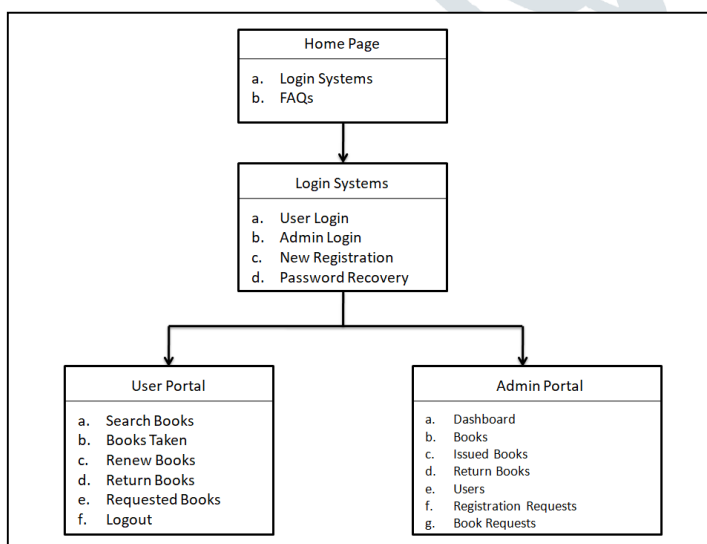 Home Page
a. Login Systems
b. FAQs
Login Systems
a. User Login
b. Admin Login
c. New Registration
d. Password Recovery
User Portal
a. Search Books
b. Books Taken
c. Renew Books
d. Return Books
e. Requested Books
f. Logout
Admin Portal
a. Dashboard
b. Books
c. Issued Books
d. Return Books
e. Users
f. Registration Requests
g. Book Requests